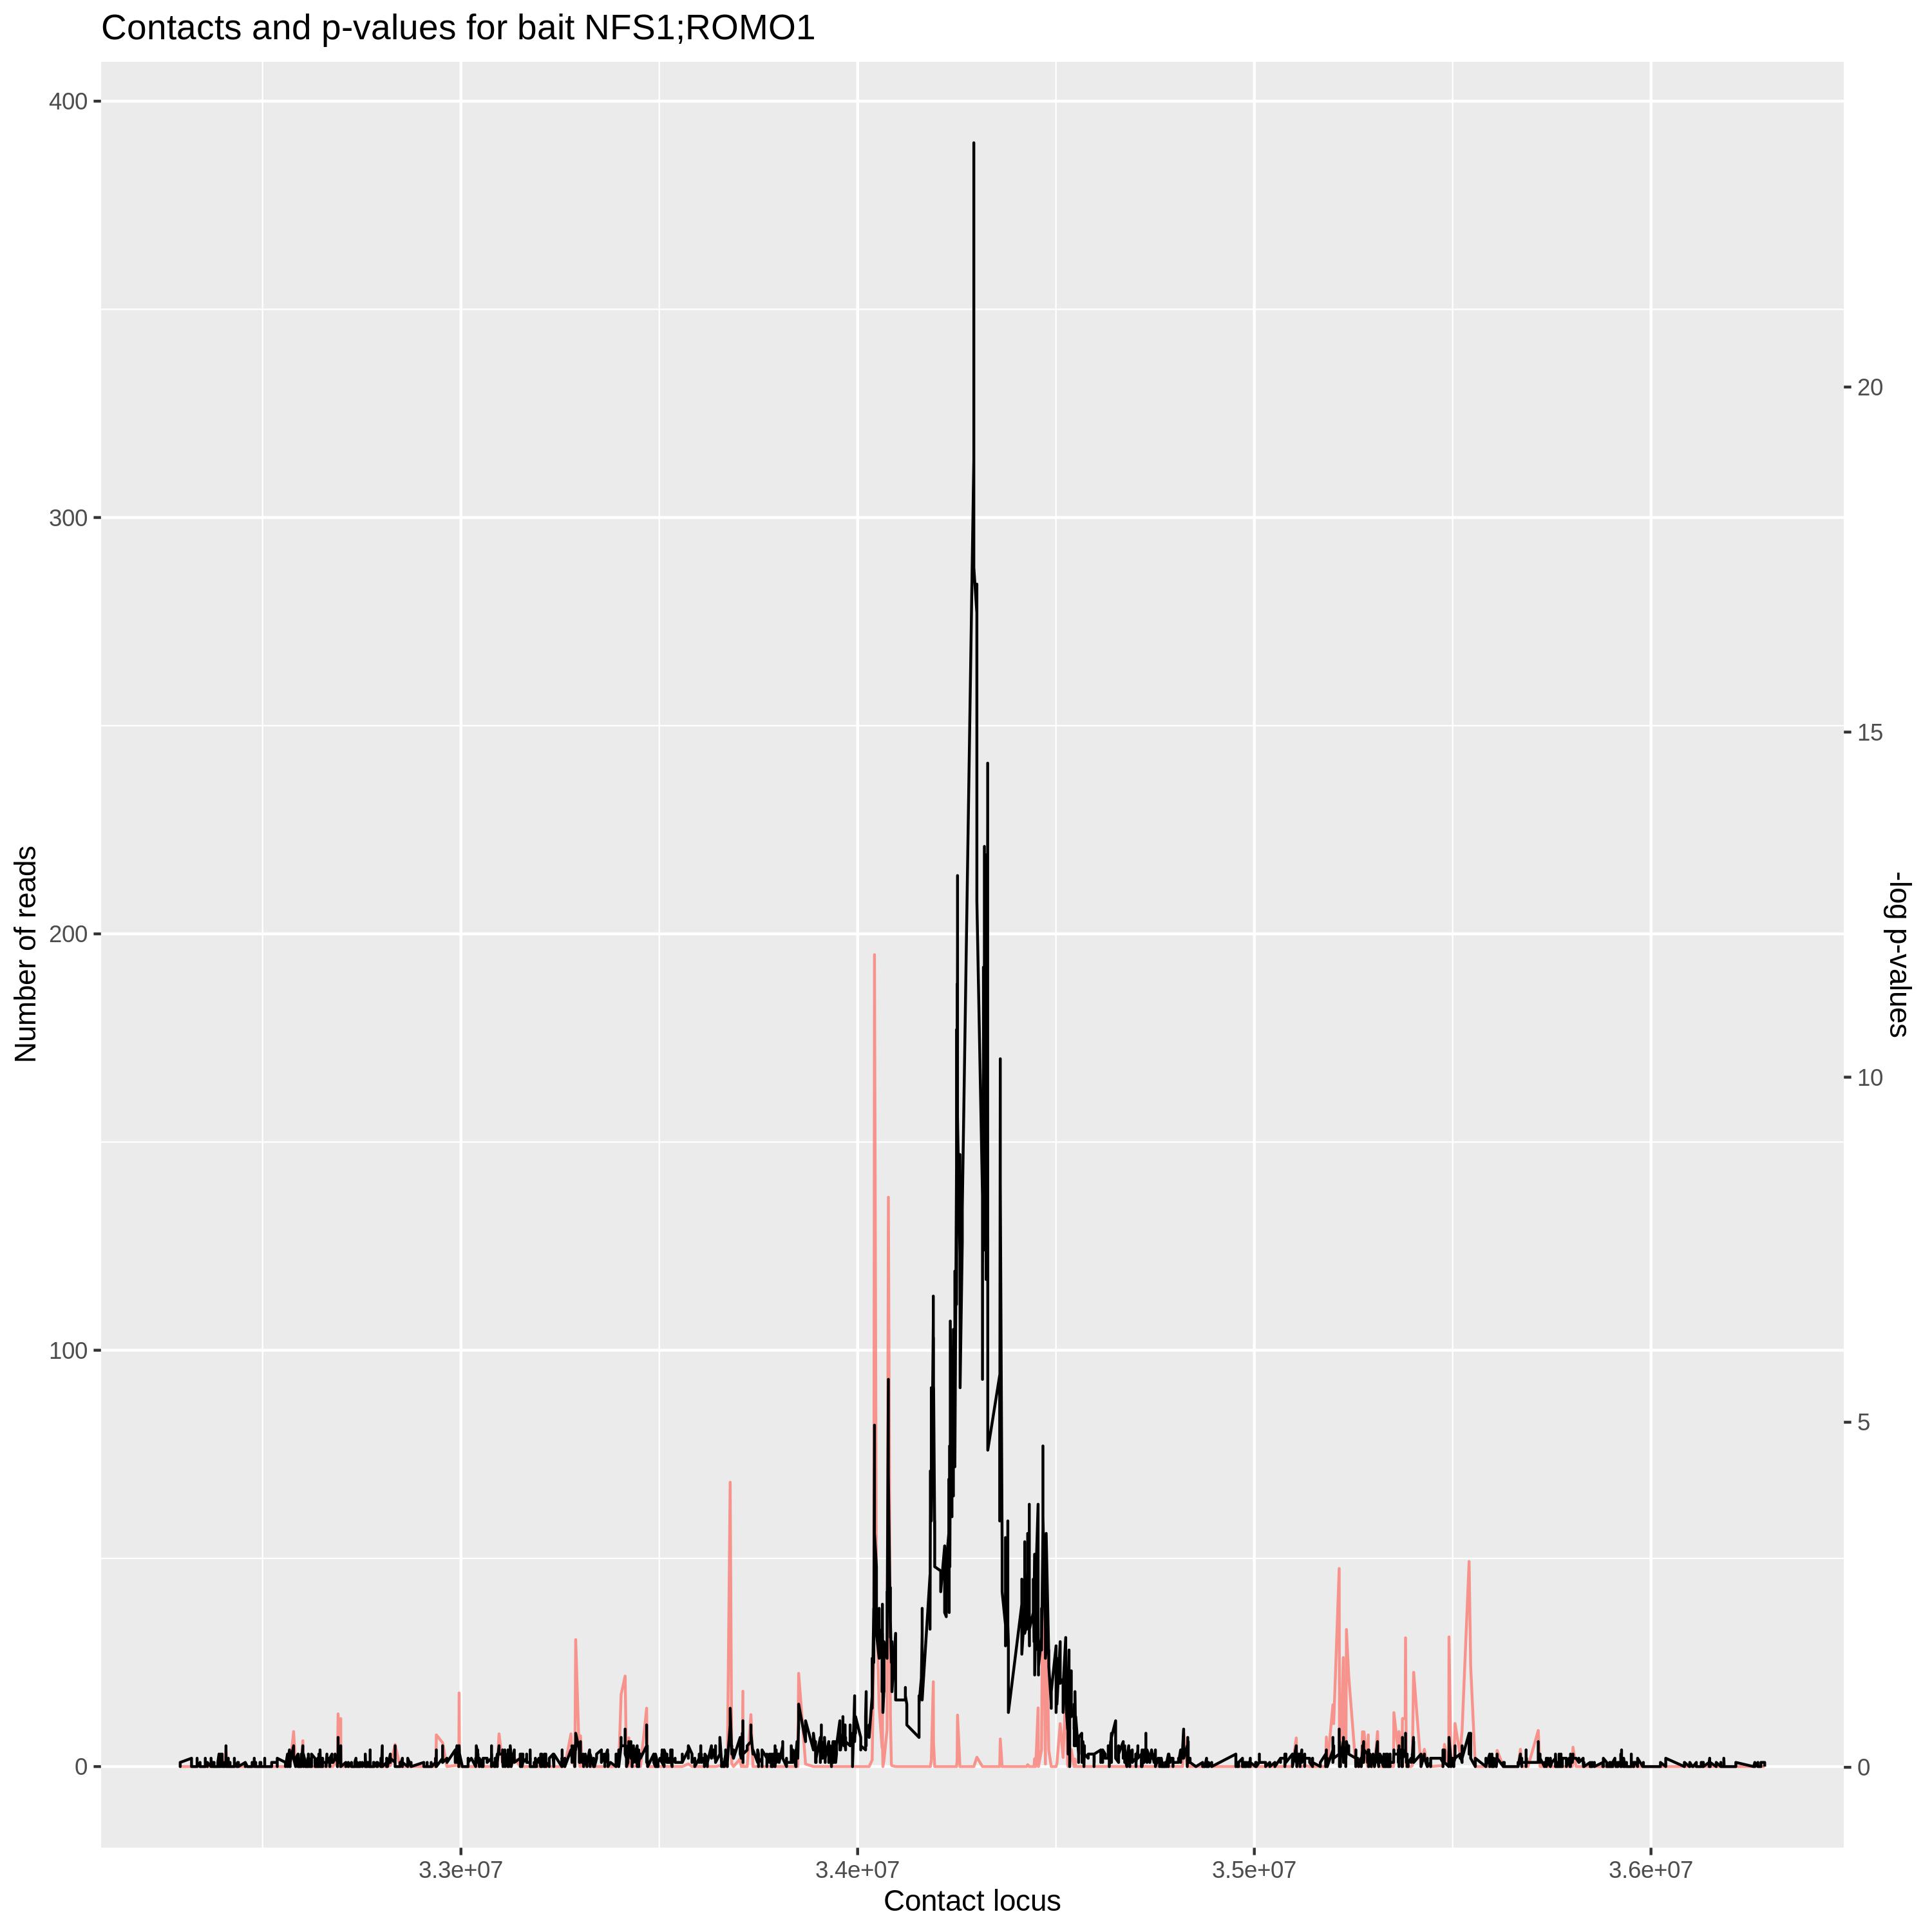 Contacts and p-values for bait NFS1;ROMO1
400
300
200
100
0
Number of reads
20
15
10
5
0
-log p-values
3.3e+07
3.4e+07
3.5e+07
3.6e+07
Contact locus